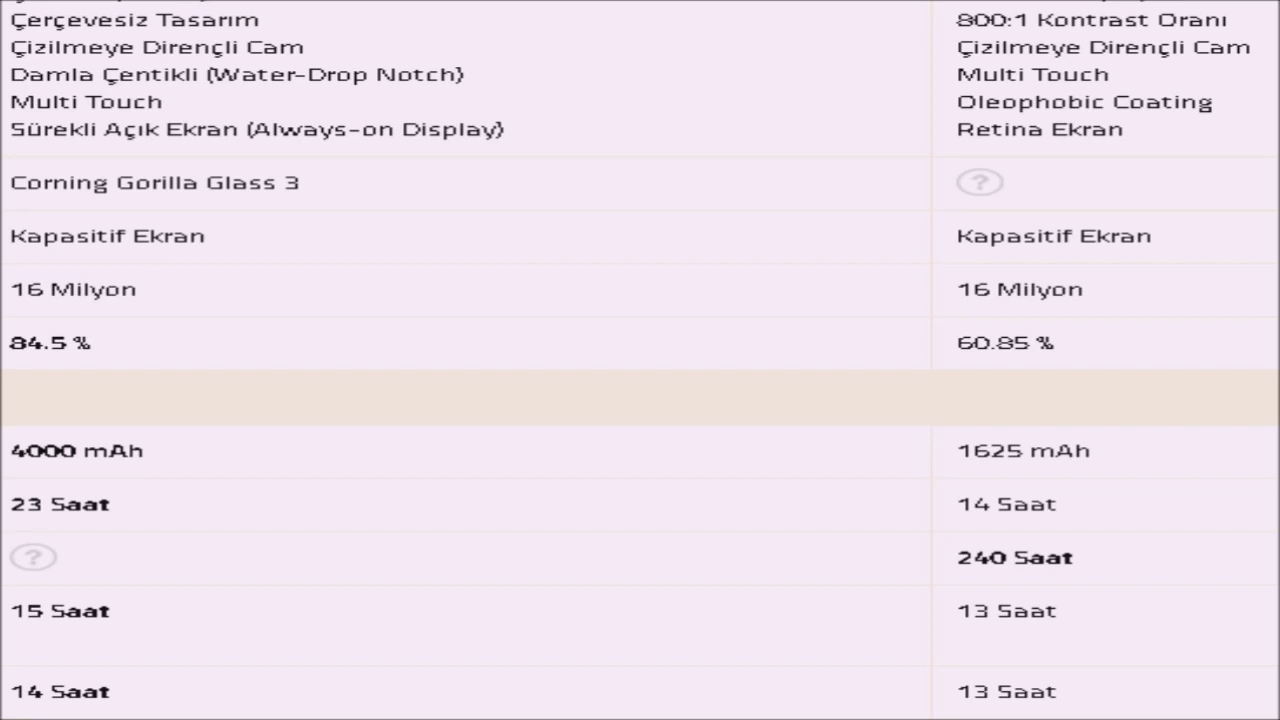 Çerçevesiz Tasarım
Çizilmeye Dirençli Cam
Damla Çentikli (Water-Drop Notch)
Multi Touch
Sürekli Açık Ekran (Always-on Display)
800:1 Kontrast Oranı
Çizilmeye Dirençli Cam
Multi Touch
Oleophobic Coating
Retina Ekran
Corning Gorilla Glass 3
?
Kapasitif Ekran
Kapasitif Ekran
16 Milyon
16 Milyon
84.5 %
60.85 %
4000 mAh
1625 mAh
23 Saat
14 Saat
?
240 Saat
15 Saat
13 Saat
14 Saat
13 Saat